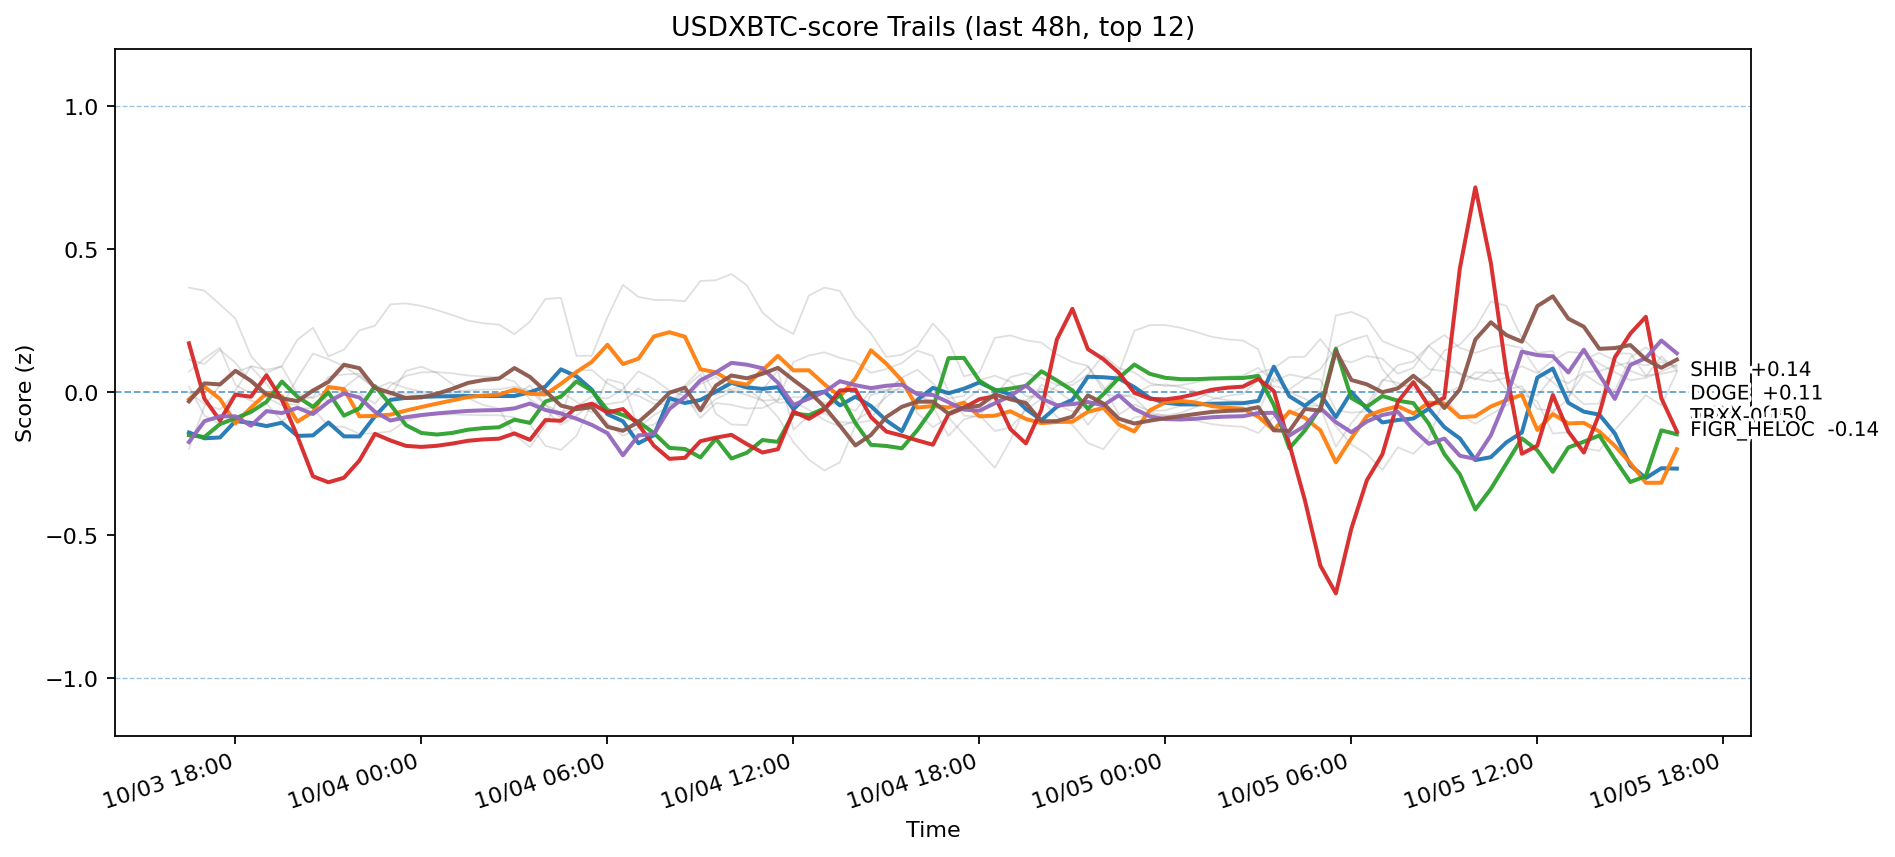 USDXBTC-score Trails (last 48h, top 12)
Score (z)
1.0
0.5
0.0
−0.5
−1.0
SHIB +0.14
DOGE +0.11
FIGR_HELOC -0.14
10/03 18:00
10/04 00:00
10/04 06:00
10/04 12:00
10/04 18:00
10/05 00:00
10/05 06:00
10/05 12:00
10/05 18:00
Time